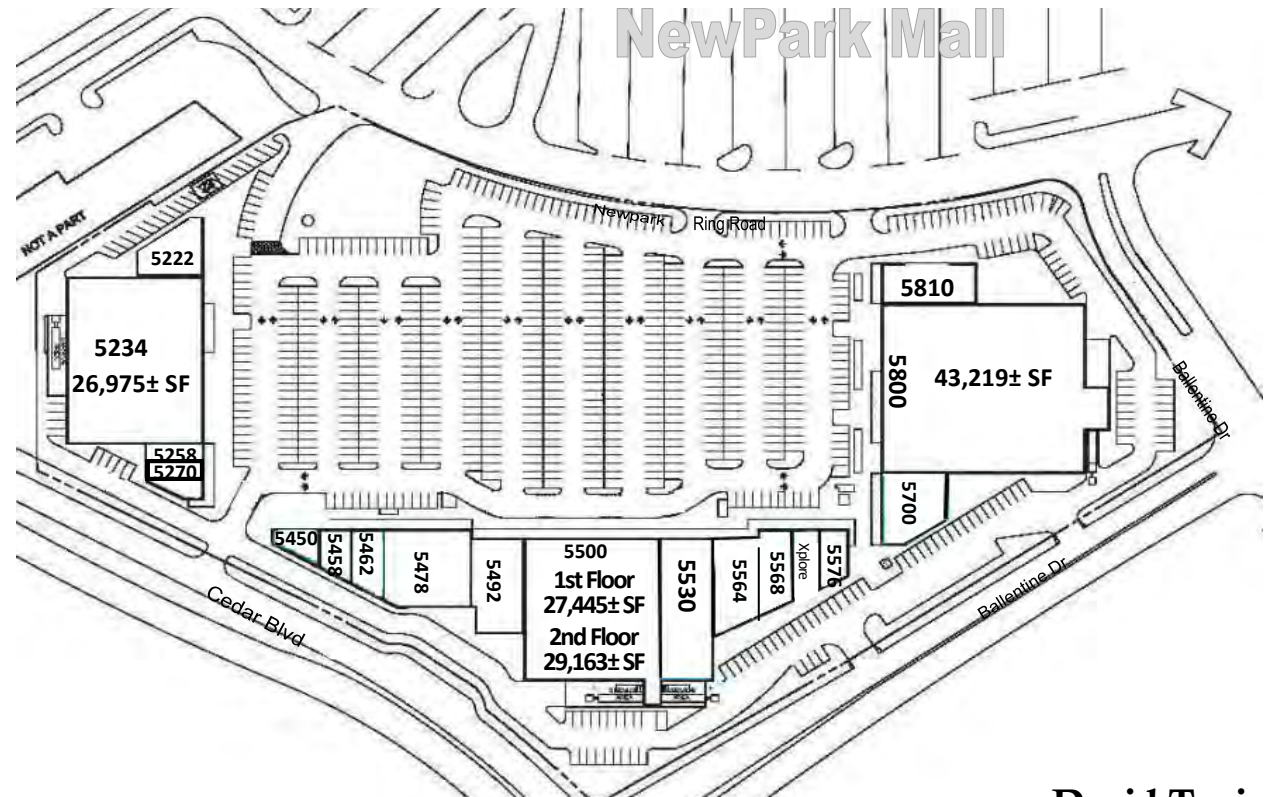 NewPark Mall
NOT A PART
Newpark Ring Road
5222
5810
5234
26,975± SF
5800
43,219± SF
Ballentine Dr
5258
5270
5700
5450
5458
5462
5478
5492
5500
1st Floor
27,445± SF
2nd Floor
29,163± SF
5530
5564
5568
Xplore
5576
Cedar Blvd
Ballentine Dr